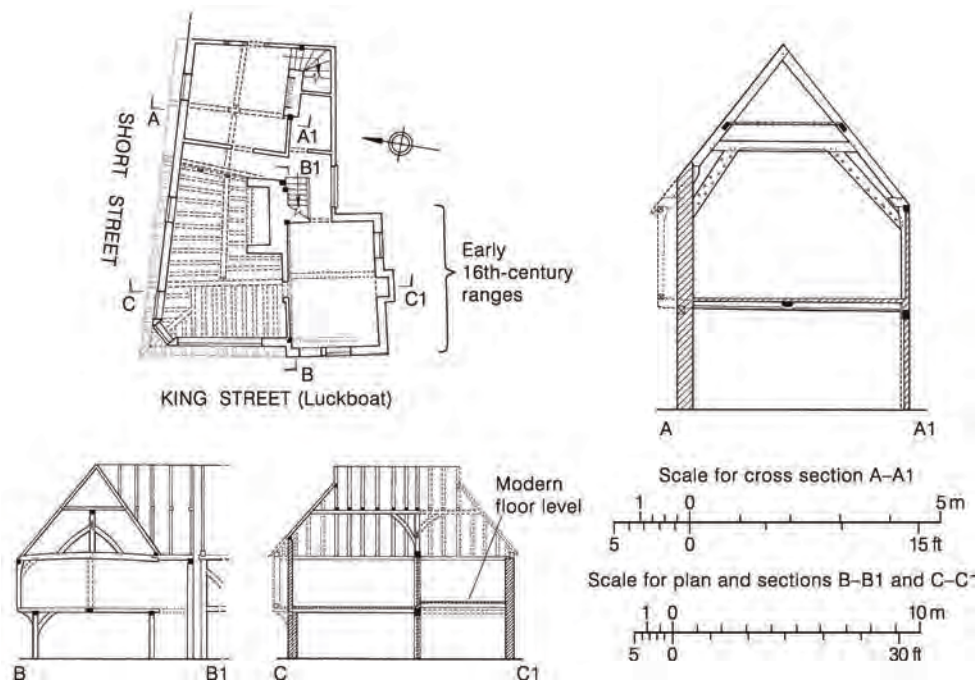 A
A1
B1
SHORT STREET
C
C1
B
Early
16th-century
ranges
KING STREET (Luckboat)
A
A1
Modern
floor level
B
B1
C
C1
Scale for cross section A–A1
1 0 5 m
5 0 15 ft
Scale for plan and sections B–B1 and C–C1
1 0 10 m
5 0 30 ft